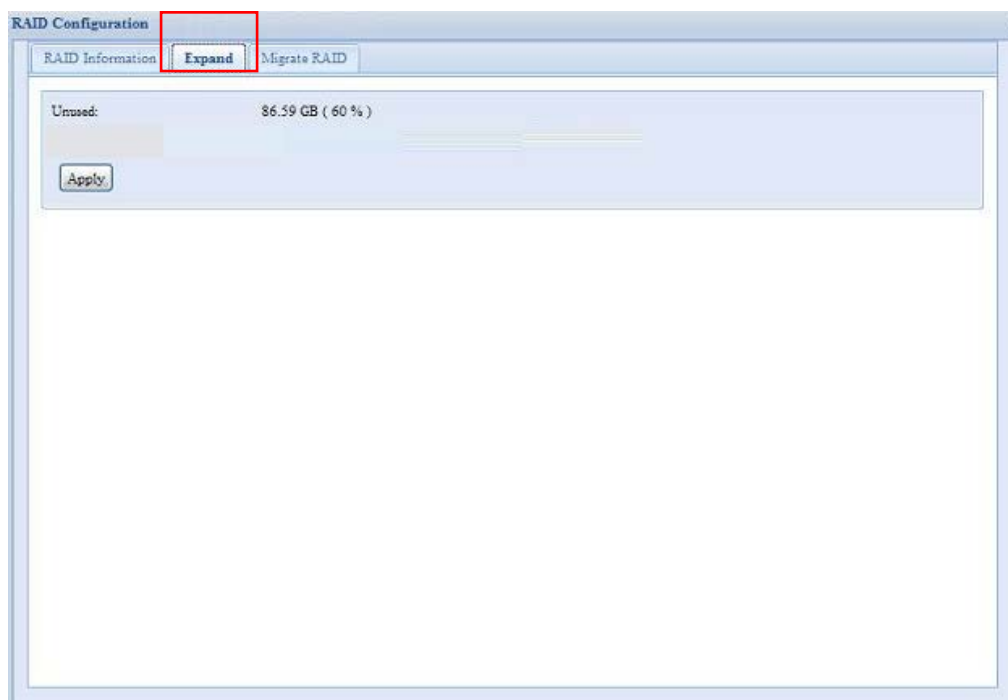 RAID Configuration
RAID Information Expand Migrate RAID
Unused: 86.59 GB ( 60 % )
Apply